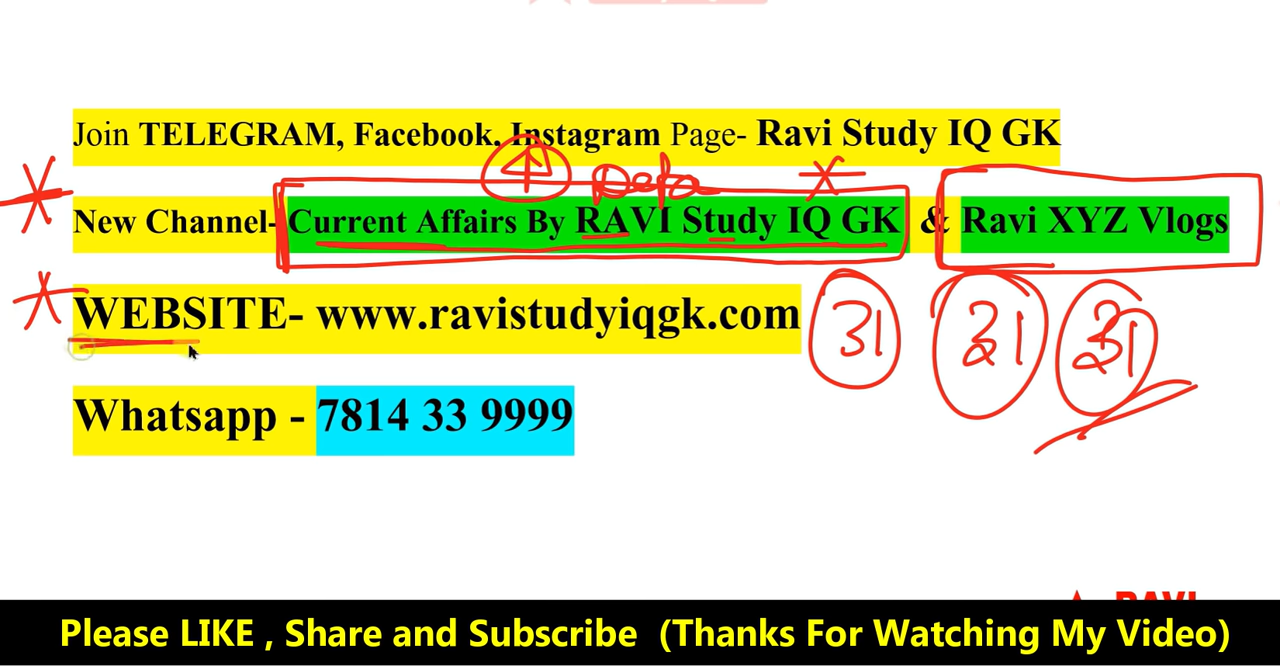 Join TELEGRAM, Facebook, Instagram Page- Ravi Study IQ GK
New Channel- Current Affairs By RAVI Study IQ GK & Ravi XYZ Vlogs
WEBSITE- www.ravistudyiqgk.com
31 31 31
Whatsapp - 7814 33 9999
RAVI
Please LIKE , Share and Subscribe (Thanks For Watching My Video)